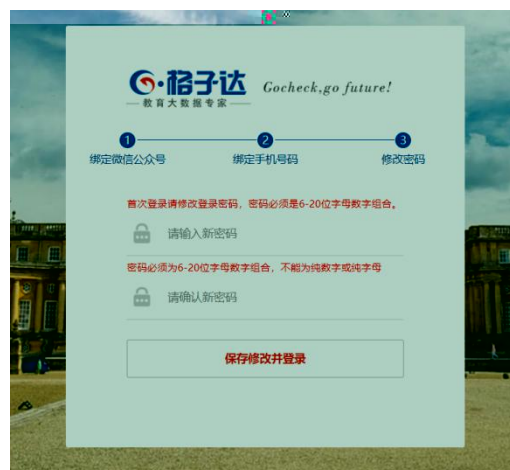 格子达 Gocheck,go future!
教育大数据专家
1 2 3
绑定微信公众号 绑定手机号码 修改密码
首次登录请修改登录密码，密码必须是6-20位字母数字组合。
请输入新密码
密码必须为6-20位字母数字组合，不能为纯数字或纯字母
请确认新密码
保存修改并登录